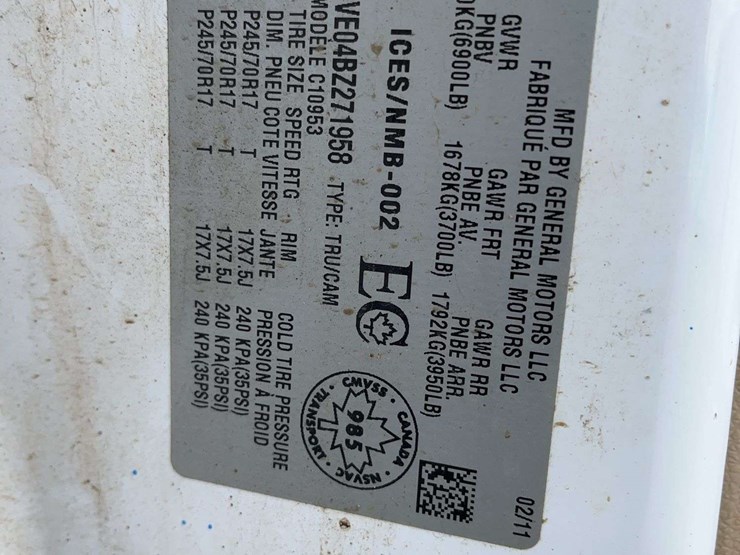 MFD BY GENERAL MOTORS LLC 02/11
FABRIQUÉ PAR GENERAL MOTORS LLC
GVWR GAWR FRT GAWR RR
PNBV PNBE AV. PNBE ARR.
0KG(6900LB) 1678KG(3700LB) 1792KG(3950LB)
ICES/NMB-002 EC
CANADA CMVSS NSVAC TRANSPORT
985
VE04BZ271958 TYPE: TRU/CAM
MODÈLE C10953
TIRE SIZE SPEED RTG RIM COLD TIRE PRESSURE
DIM. PNEU COTE VITESSE JANTE PRESSION À FROID
P245/70R17 T 17X7.5J 240 KPA(35PSI)
P245/70R17 T 17X7.5J 240 KPA(35PSI)
P245/70R17 T 17X7.5J 240 KPA(35PSI)